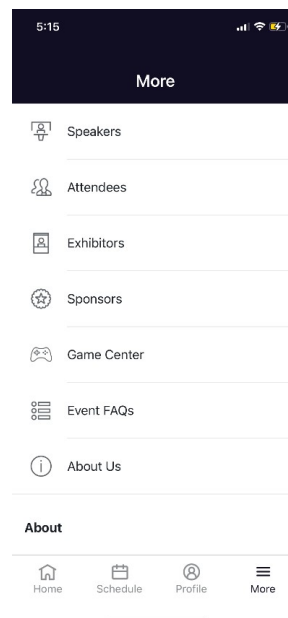 5:15
More
Speakers
Attendees
Exhibitors
Sponsors
Game Center
Event FAQs
About Us
About
Home Schedule Profile More